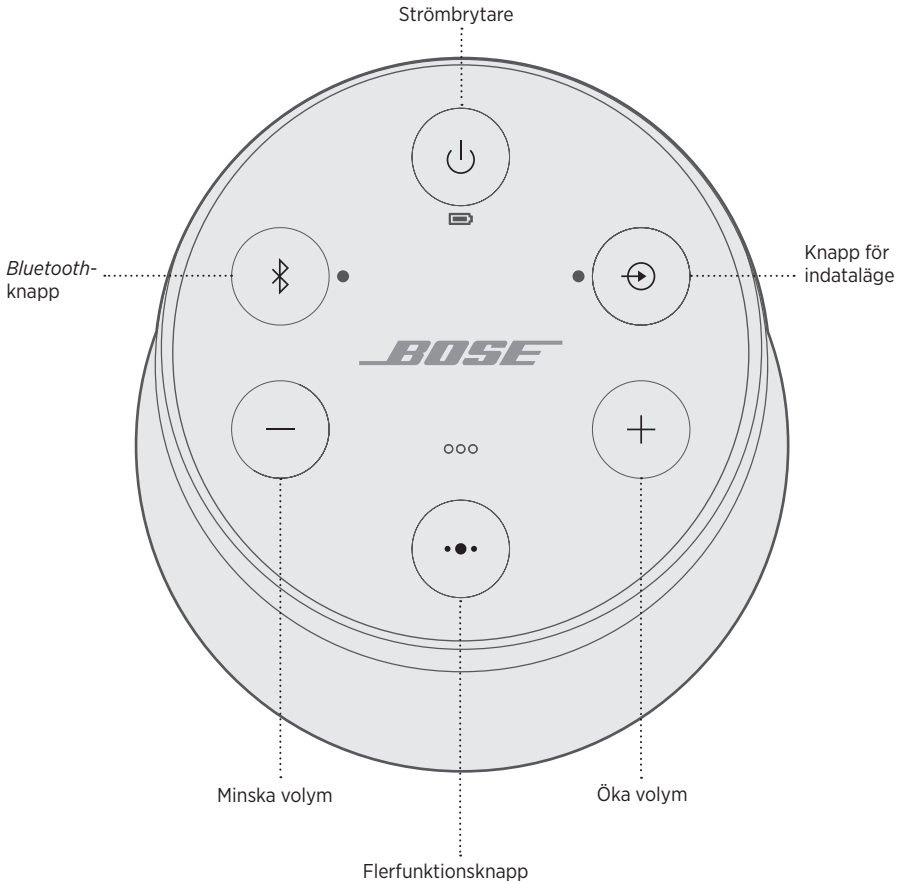 Strömbrytare
Bluetooth-
knapp
Knapp för
indataläge
BOSE
Minska volym
Öka volym
Flerfunktionsknapp